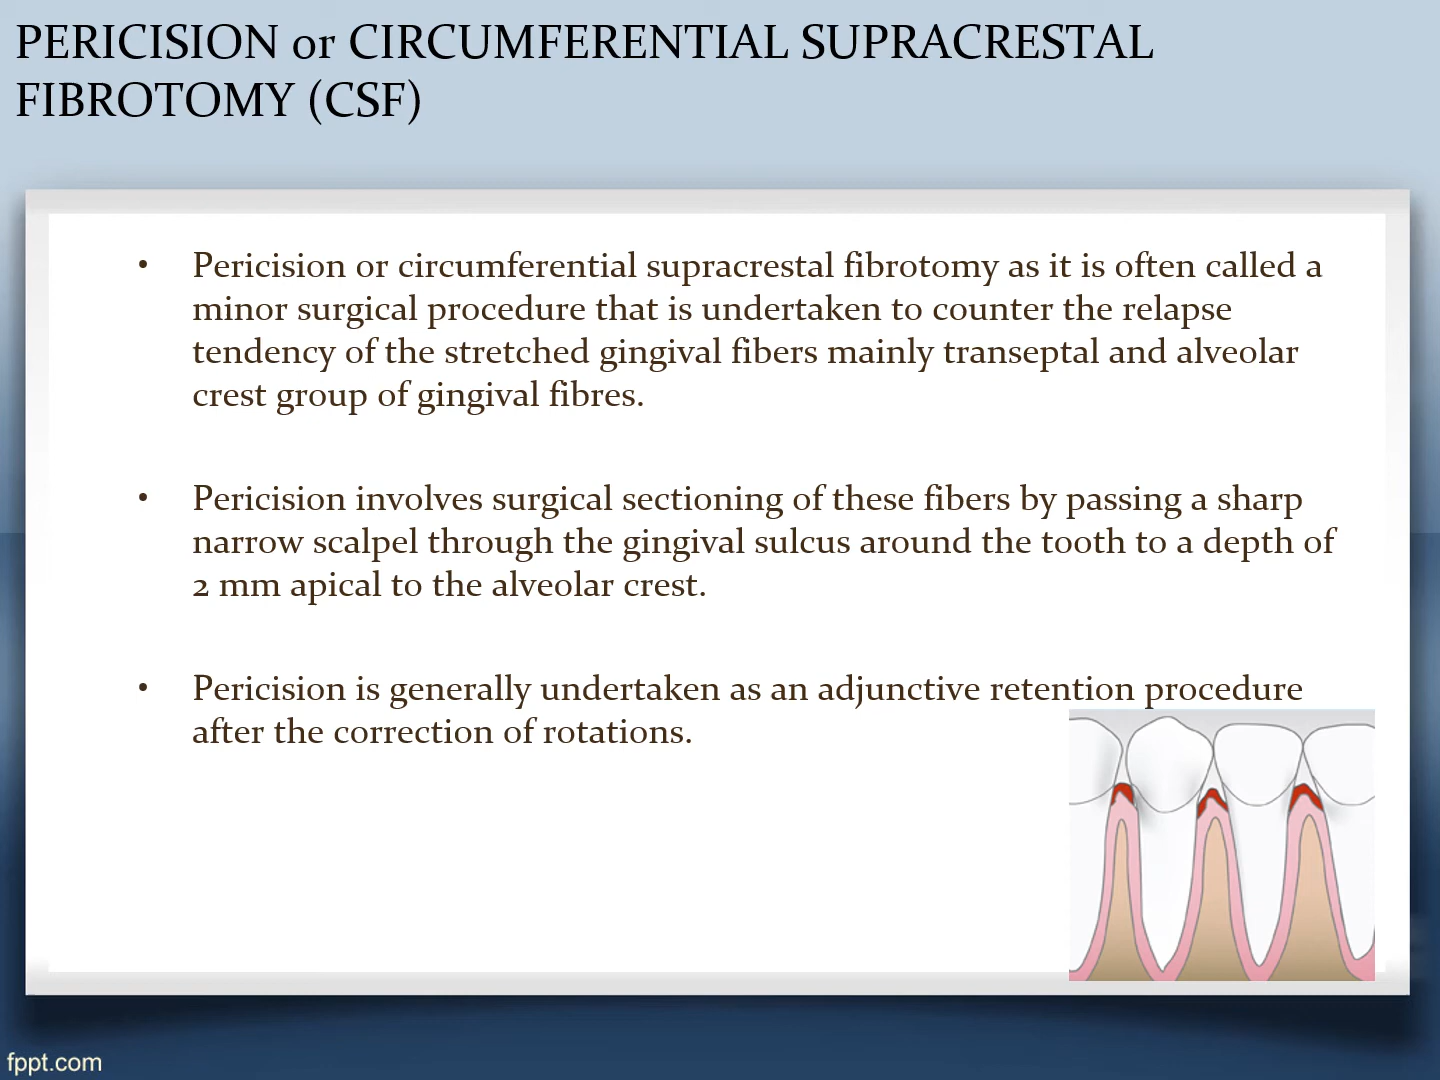 PERICISION or CIRCUMFERENTIAL SUPRACRESTAL
FIBROTOMY (CSF)
• Pericision or circumferential supracrestal fibrotomy as it is often called a
minor surgical procedure that is undertaken to counter the relapse
tendency of the stretched gingival fibers mainly transeptal and alveolar
crest group of gingival fibres.
• Pericision involves surgical sectioning of these fibers by passing a sharp
narrow scalpel through the gingival sulcus around the tooth to a depth of
2 mm apical to the alveolar crest.
• Pericision is generally undertaken as an adjunctive retention procedure
after the correction of rotations.
fppt.com